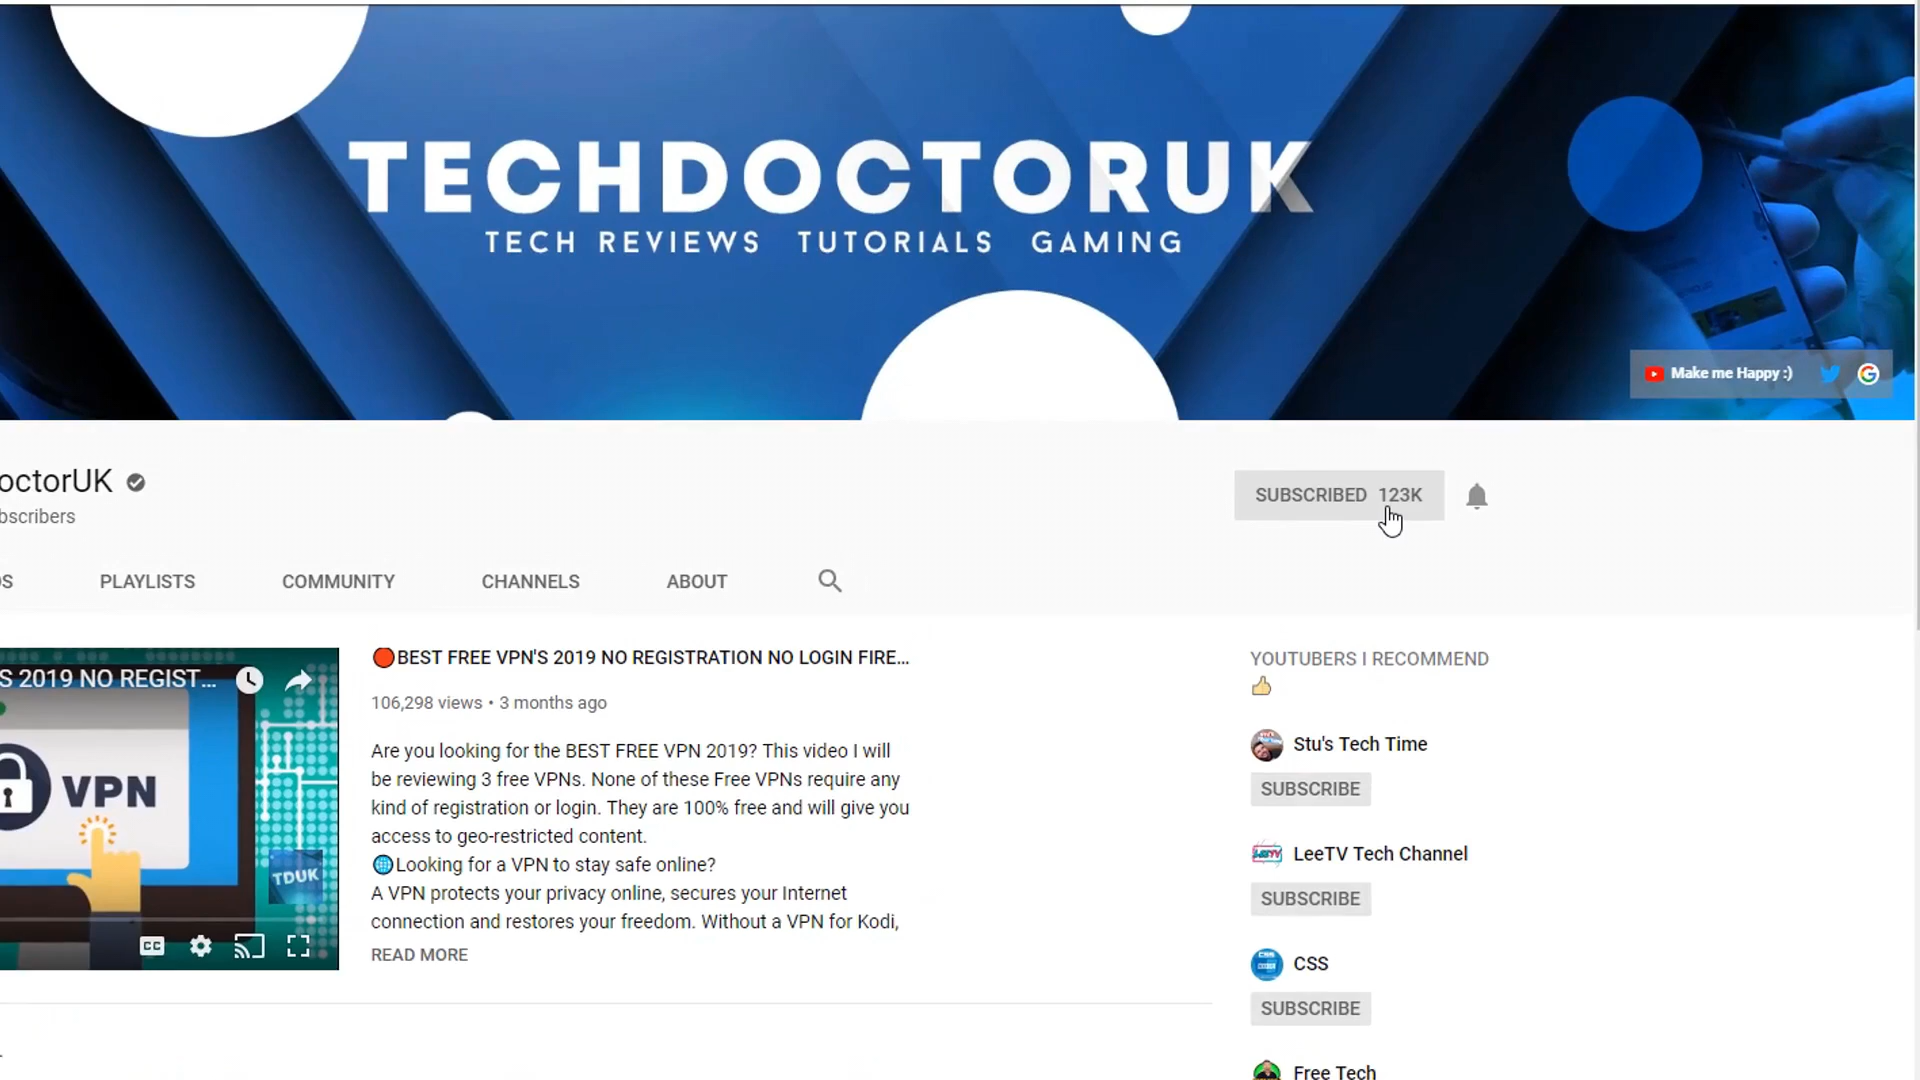 TECHDOCTORUK
TECH REVIEWS TUTORIALS GAMING
Make me Happy :)
octorUK
bscribers
SUBSCRIBED 123K
S
PLAYLISTS
COMMUNITY
CHANNELS
ABOUT
S 2019 NO REGIST...
VPN
TDUK
CC
BEST FREE VPN'S 2019 NO REGISTRATION NO LOGIN FIRE...
106,298 views • 3 months ago
Are you looking for the BEST FREE VPN 2019? This video I will
be reviewing 3 free VPNs. None of these Free VPNs require any
kind of registration or login. They are 100% free and will give you
access to geo-restricted content.
Looking for a VPN to stay safe online?
A VPN protects your privacy online, secures your Internet
connection and restores your freedom. Without a VPN for Kodi,
READ MORE
YOUTUBERS I RECOMMEND
Stu's Tech Time
SUBSCRIBE
LeeTV Tech Channel
SUBSCRIBE
CSS
SUBSCRIBE
Free Tech